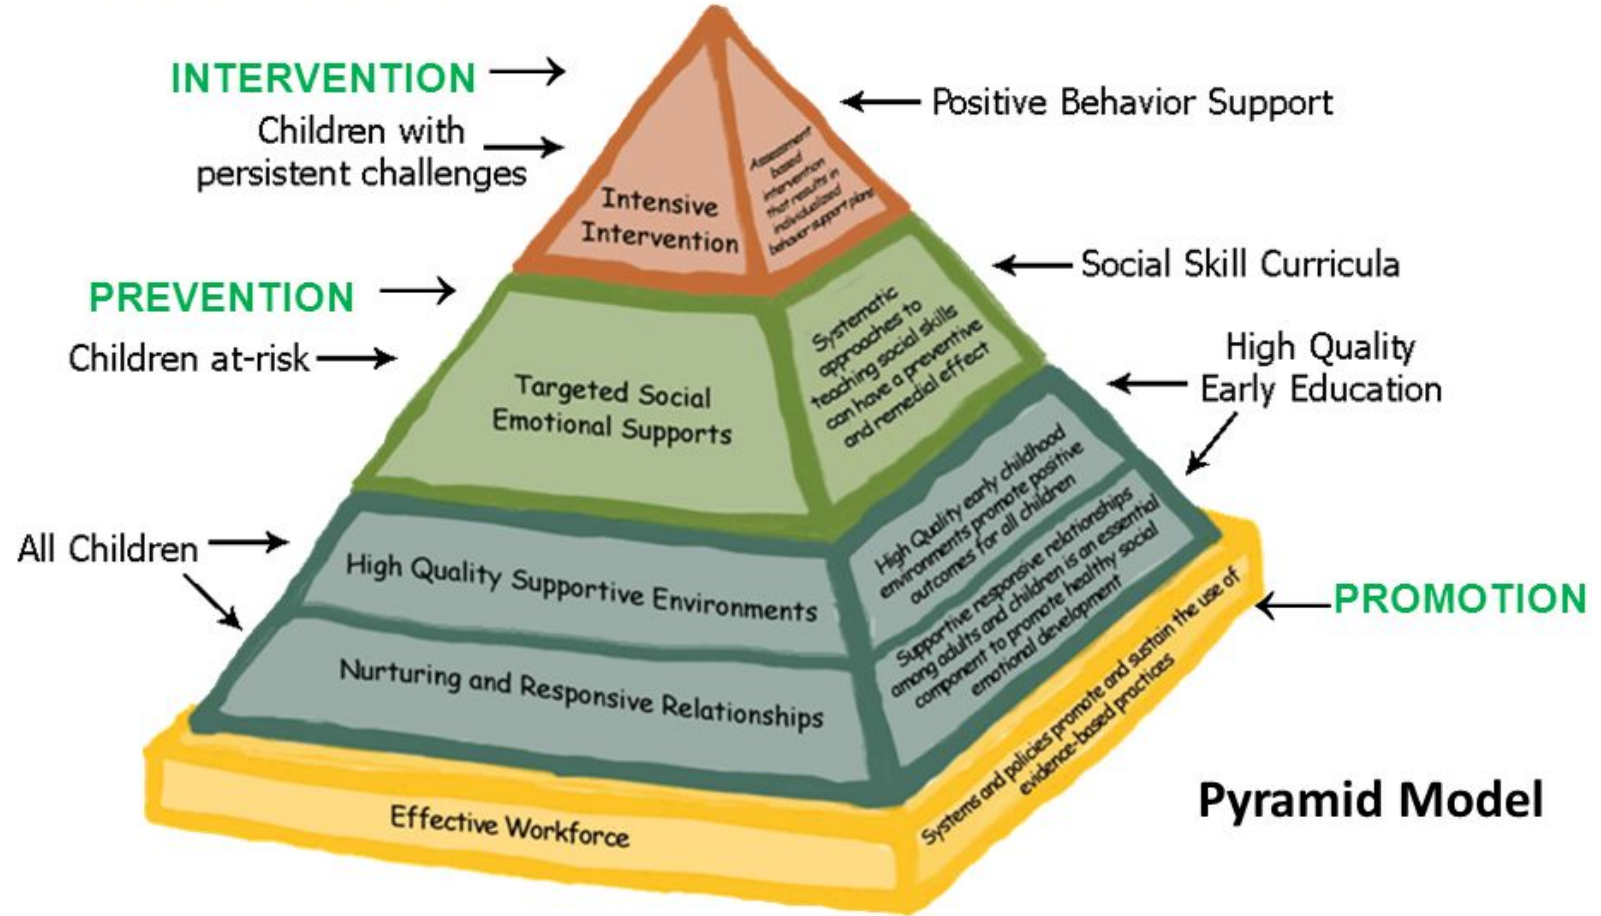 INTERVENTION
Children with
persistent challenges
Positive Behavior Support
Intensive
Intervention
Assessment
based
intervention
that results in
individualized
behavior support plans
PREVENTION
Children at-risk
Social Skill Curricula
Targeted Social
Emotional Supports
Systematic
approaches to
teaching social skills
can have a preventive
and remedial effect
High Quality
Early Education
All Children
High Quality Supportive Environments
High Quality early childhood
environments promote positive
outcomes for all children
Nurturing and Responsive Relationships
Supportive responsive relationships
among adults and children is an essential
component to promote healthy social
emotional development
PROMOTION
Effective Workforce
Systems and policies promote and sustain the use of
evidence-based practices
Pyramid Model